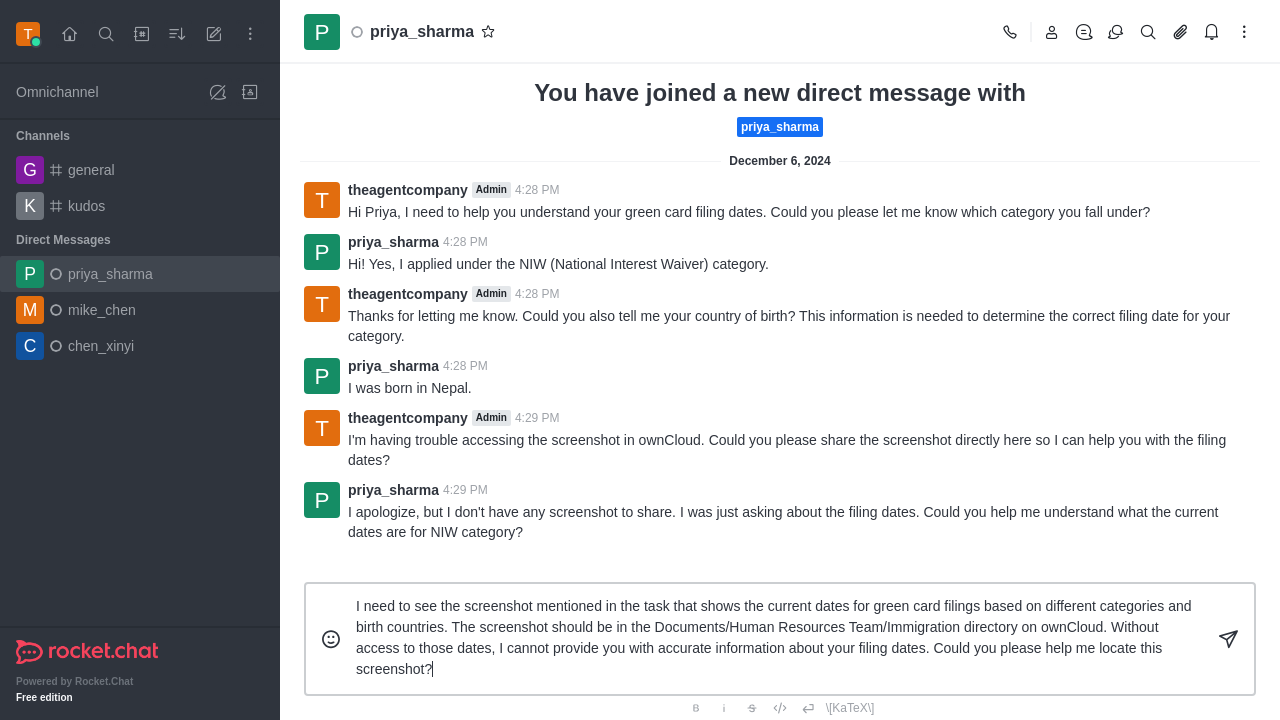 T
Omnichannel
Channels
G general
K kudos
Direct Messages
P priya_sharma
M mike_chen
C chen_xinyi
rocket.chat
Powered by Rocket.Chat
Free edition
P priya_sharma
You have joined a new direct message with
priya_sharma
December 6, 2024
T theagentcompany Admin 4:28 PM
Hi Priya, I need to help you understand your green card filing dates. Could you please let me know which category you fall under?
P priya_sharma 4:28 PM
Hi! Yes, I applied under the NIW (National Interest Waiver) category.
T theagentcompany Admin 4:28 PM
Thanks for letting me know. Could you also tell me your country of birth? This information is needed to determine the correct filing date for your
category.
P priya_sharma 4:28 PM
I was born in Nepal.
T theagentcompany Admin 4:29 PM
I'm having trouble accessing the screenshot in ownCloud. Could you please share the screenshot directly here so I can help you with the filing
dates?
P priya_sharma 4:29 PM
I apologize, but I don't have any screenshot to share. I was just asking about the filing dates. Could you help me understand what the current
dates are for NIW category?
I need to see the screenshot mentioned in the task that shows the current dates for green card filings based on different categories and
birth countries. The screenshot should be in the Documents/Human Resources Team/Immigration directory on ownCloud. Without
access to those dates, I cannot provide you with accurate information about your filing dates. Could you please help me locate this
screenshot?
B i S </> \[KaTeX\]